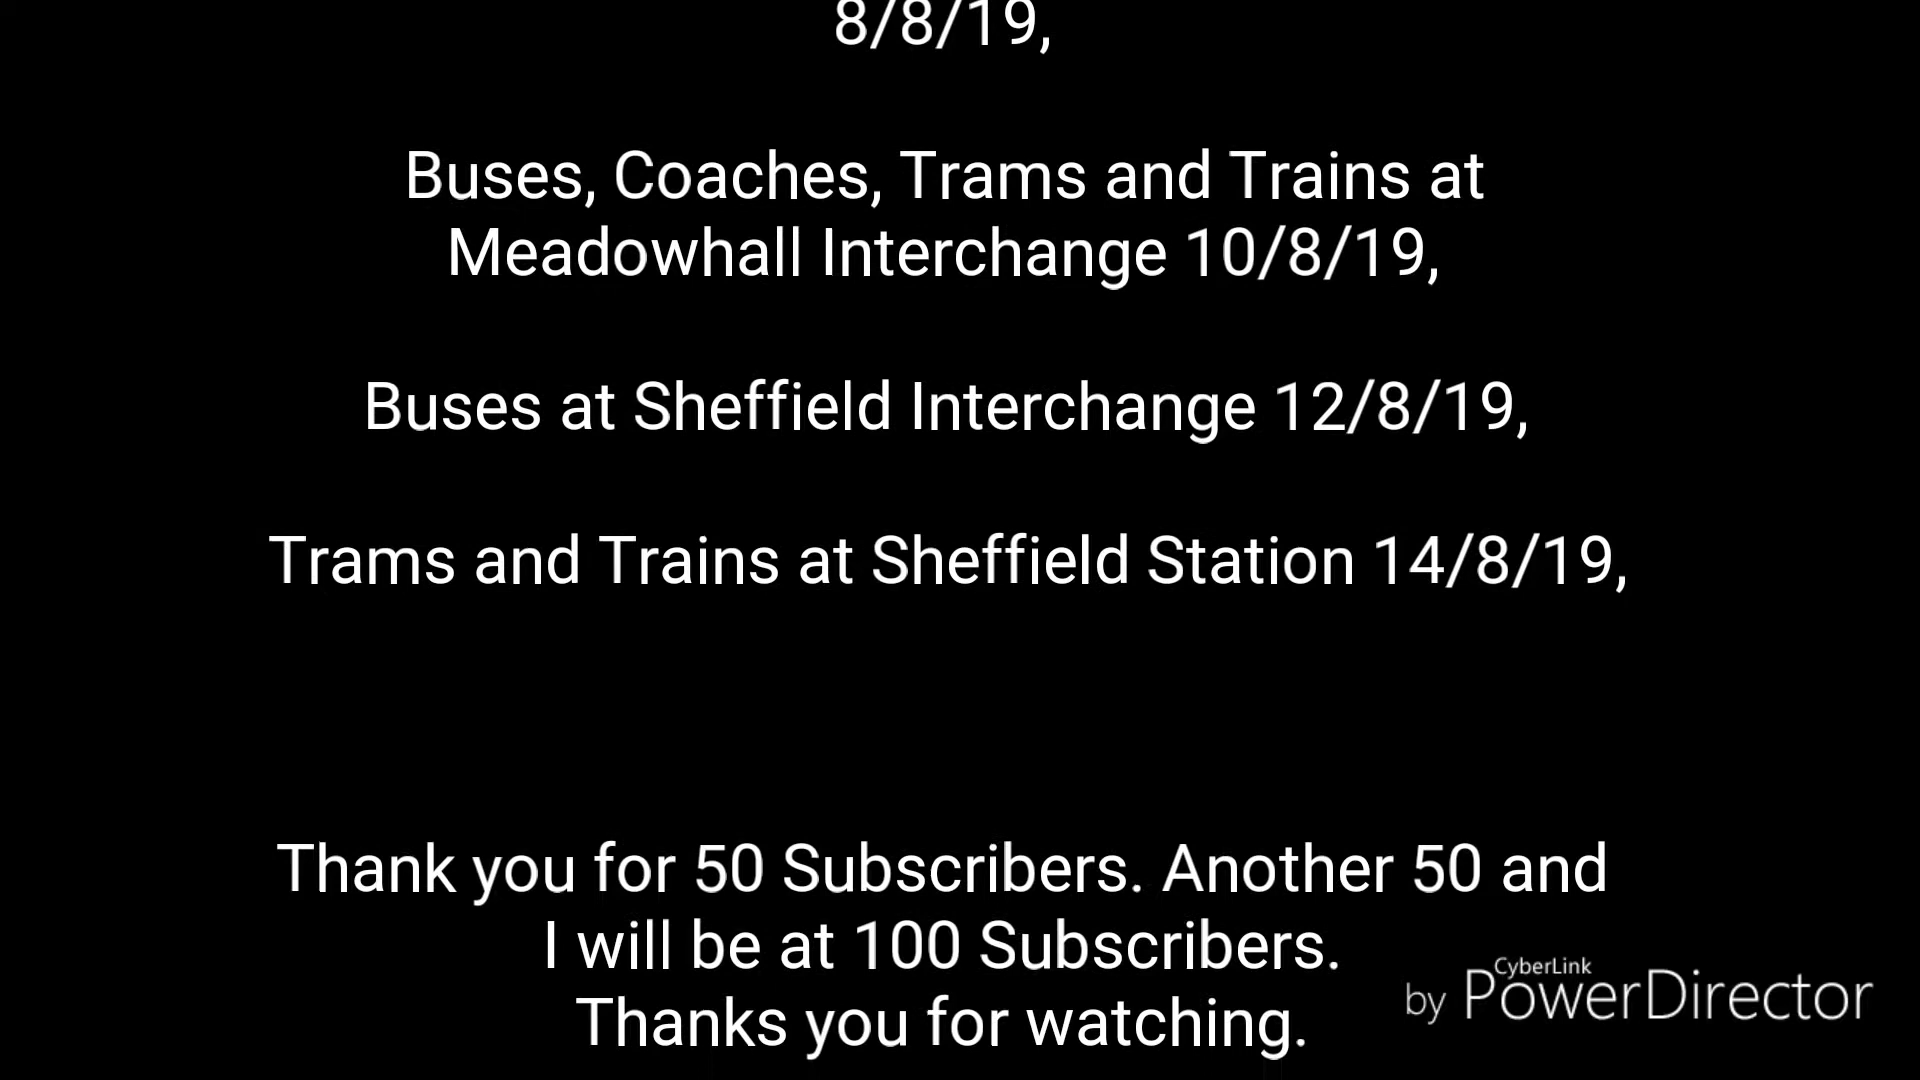 8/8/19,
Buses, Coaches, Trams and Trains at
Meadowhall Interchange 10/8/19,
Buses at Sheffield Interchange 12/8/19,
Trams and Trains at Sheffield Station 14/8/19,
Thank you for 50 Subscribers. Another 50 and
I will be at 100 Subscribers.
Thanks you for watching.
by CyberLink PowerDirector